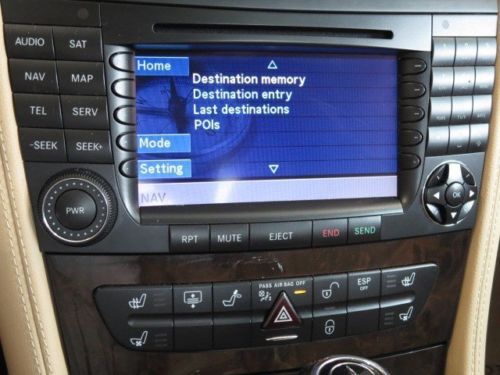 AUDIO SAT
Home
Destination memory
NAV MAP
Destination entry
Last destinations
TEL SERV
POIs
-SEEK SEEK+
Mode
Setting
NAV
PWR
OK
RPT MUTE EJECT END SEND
PASS AIR BAG OFF
ESP
OFF